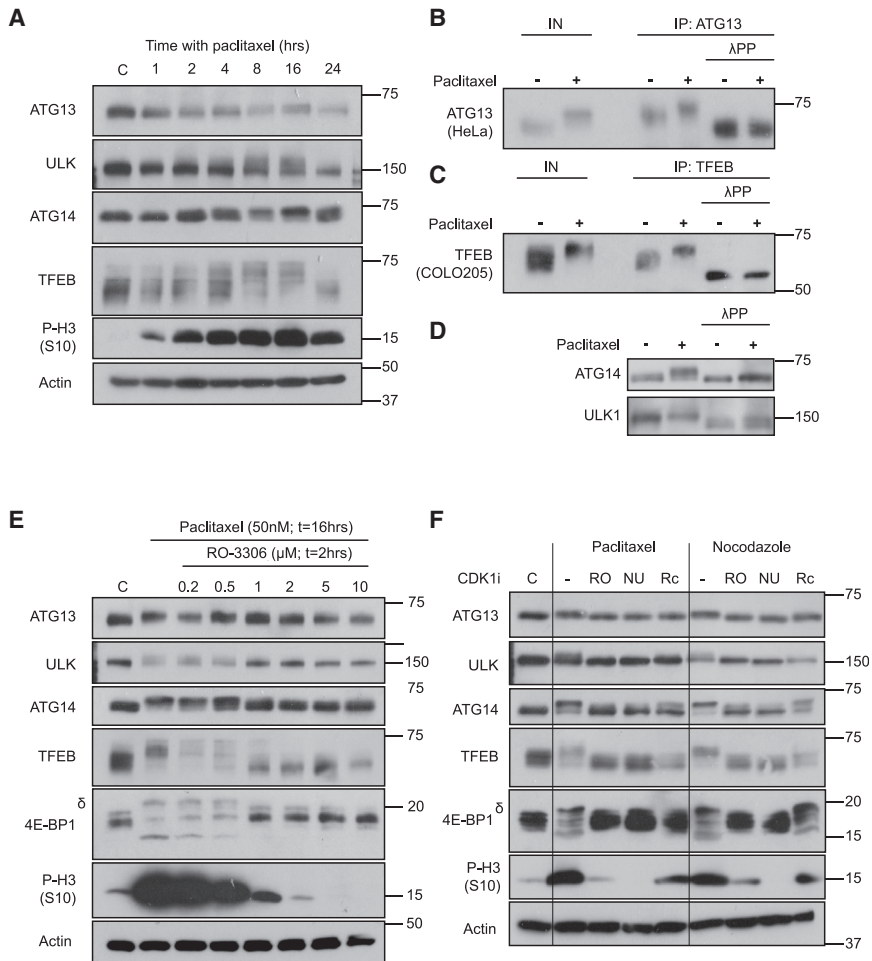 A
Time with paclitaxel (hrs)
C 1 2 4 8 16 24
ATG13
75
ULK
150
ATG14
75
TFEB
75
P-H3
(S10)
15
Actin
50
37
B
IN IP: ATG13
λPP
Paclitaxel - + - + - +
ATG13
(HeLa)
75
C
IN IP: TFEB
λPP
Paclitaxel - + - + - +
TFEB
(COLO205)
75
50
D
λPP
Paclitaxel - + - +
ATG14
75
ULK1
150
E
Paclitaxel (50nM; t=16hrs)
RO-3306 (µM; t=2hrs)
C 0.2 0.5 1 2 5 10
ATG13
75
ULK
150
ATG14
75
TFEB
75
4E-BP1 δ
20
P-H3
(S10)
15
Actin
50
F
Paclitaxel Nocodazole
CDK1i C - RO NU Rc - RO NU Rc
ATG13
75
ULK
150
ATG14
75
TFEB
75
4E-BP1 δ
20
15
P-H3
(S10)
15
Actin
37